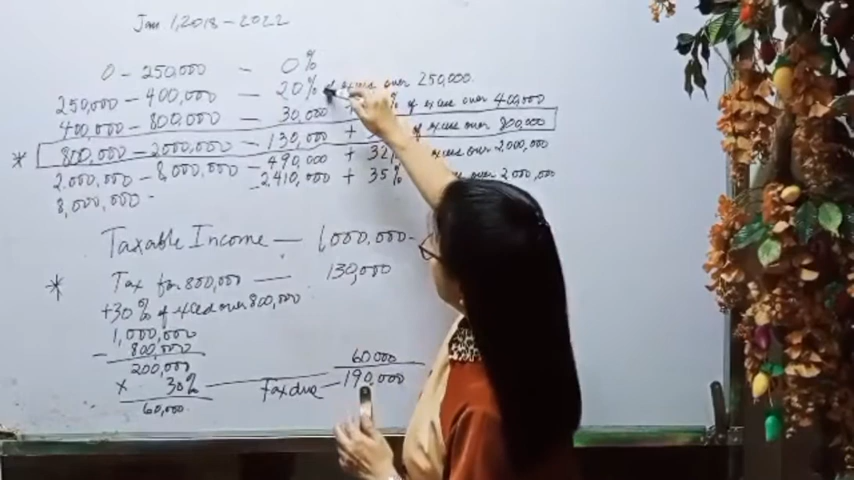 Jan 1, 2018 - 2022
0 - 250,000 - 0%
250,000 - 400,000 - 20% of excess over 250,000.
400,000 - 800,000 - 30,000 % of excess over 400,000
* 800,000 - 2000,000 - 130,000 + of excess over 800,000
2,000,000 - 8,000,000 - 490,000 + 32% excess over 2,000,000
8,000,000 - 2,410,000 + 35% over
Taxable Income — 1,000,000
* Tax for 800,000 — 130,000
+30% of over 800,000
1,000,000
- 800,000
200,000
x 30% — 60,000
60,000
Tax due — 190,000